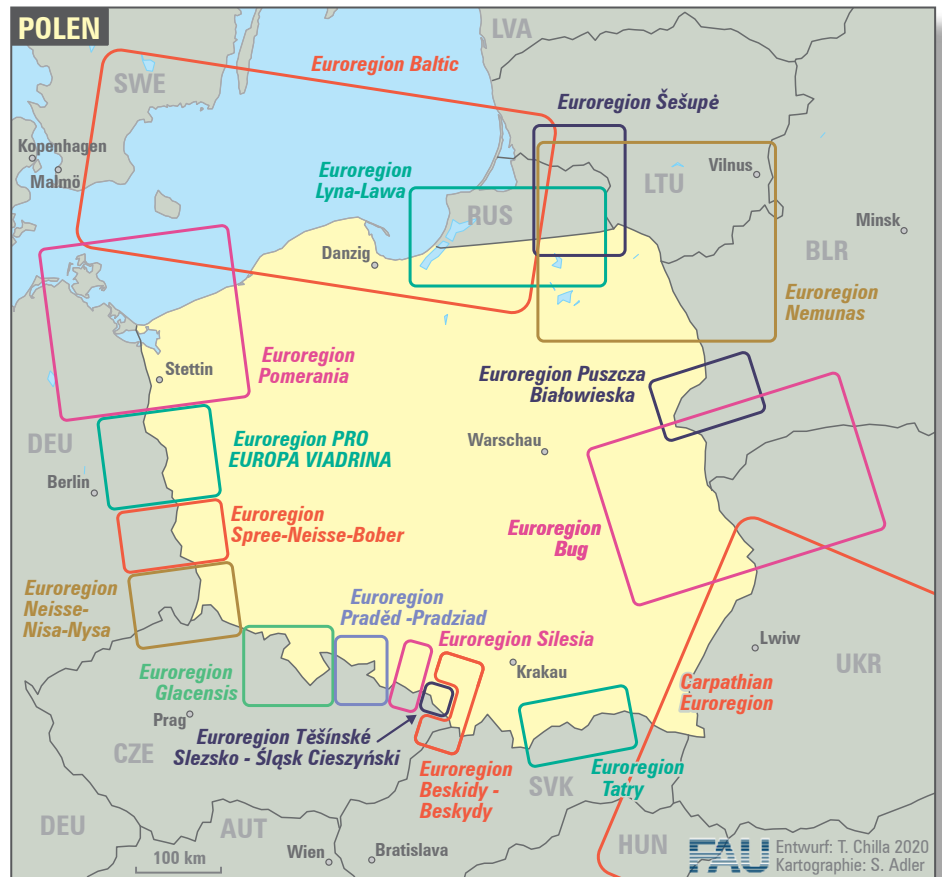 POLEN
LVA
SWE
Euroregion Baltic
Euroregion Šešupė
Kopenhagen
Malmö
Euroregion
Lyna-Lawa
RUS
LTU
Vilnus
Minsk
Danzig
BLR
Euroregion
Nemunas
Euroregion
Pomerania
Stettin
Euroregion Puszcza
Białowieska
DEU
Euroregion PRO
EUROPA VIADRINA
Warschau
Berlin
Euroregion
Spree-Neisse-Bober
Euroregion
Bug
Euroregion
Neisse-
Nisa-Nysa
Euroregion
Praděd -Pradziad
Euroregion Silesia
Lwiw
UKR
Krakau
Euroregion
Glacensis
Carpathian
Euroregion
Prag
CZE
Euroregion Těšínské
Slezsko - Śląsk Cieszyński
Euroregion
Beskidy -
Beskydy
SVK
Euroregion
Tatry
DEU
AUT
Wien
Bratislava
HUN
100 km
FAU
Entwurf: T. Chilla 2020
Kartographie: S. Adler